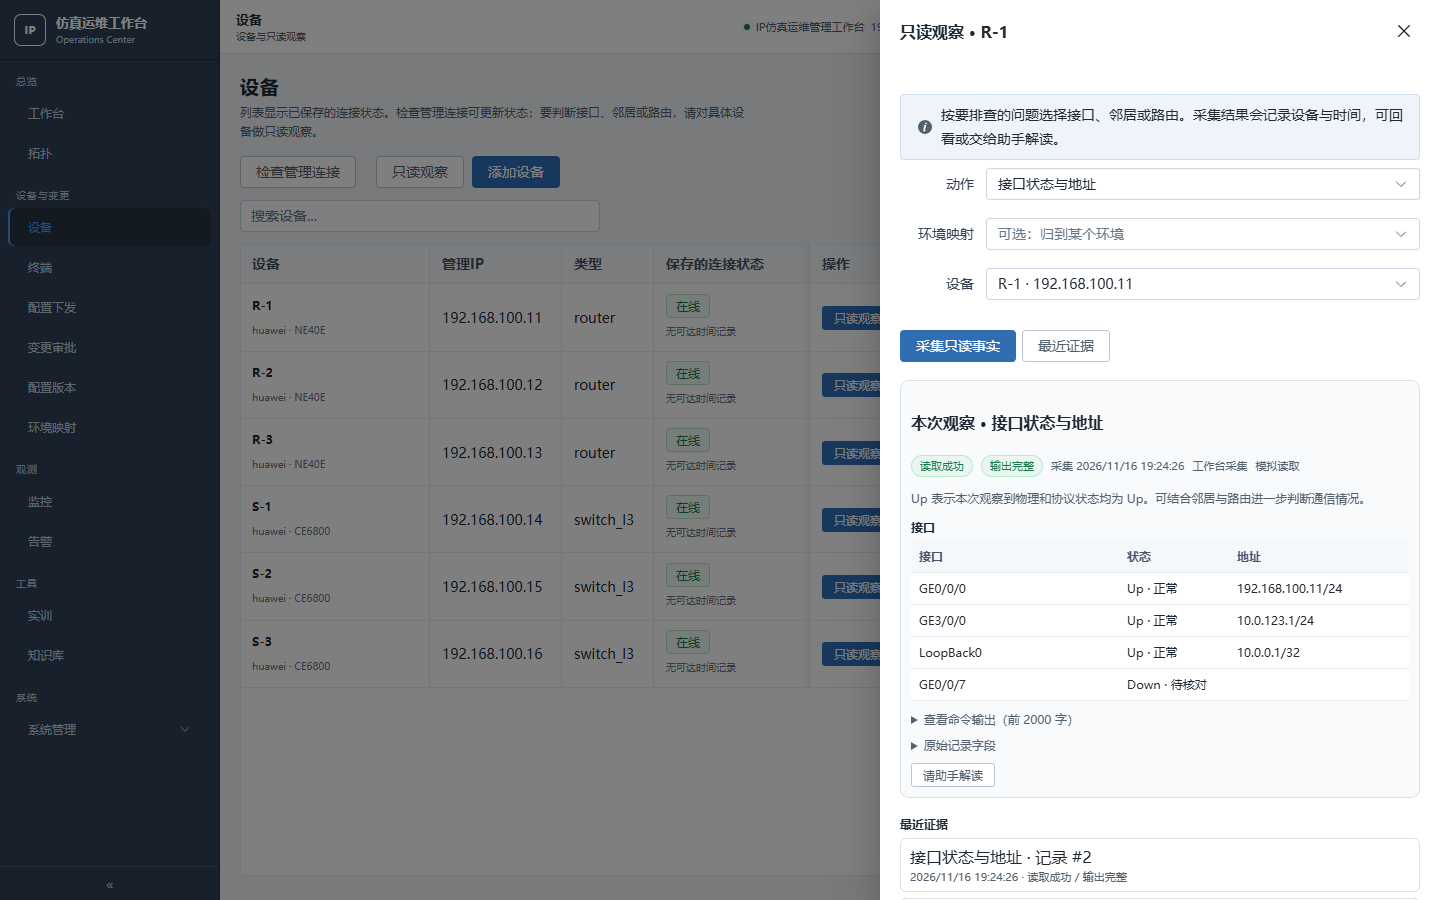 IP
仿真运维工作台
Operations Center
总览
工作台
拓扑
设备与变更
设备
终端
配置下发
变更审批
配置版本
环境映射
观测
监控
告警
工具
实训
知识库
系统
系统管理
«
设备
设备与只读观察
IP仿真运维管理工作台
设备
列表显示已保存的连接状态。检查管理连接可更新状态；要判断接口、邻居或路由，请对具体设
备做只读观察。
检查管理连接 只读观察 添加设备
搜索设备...
设备 管理IP 类型 保存的连接状态 操作
R-1
huawei · NE40E
192.168.100.11 router 在线
无可达时间记录
只读观察
R-2
huawei · NE40E
192.168.100.12 router 在线
无可达时间记录
只读观察
R-3
huawei · NE40E
192.168.100.13 router 在线
无可达时间记录
只读观察
S-1
huawei · CE6800
192.168.100.14 switch_l3 在线
无可达时间记录
只读观察
S-2
huawei · CE6800
192.168.100.15 switch_l3 在线
无可达时间记录
只读观察
S-3
huawei · CE6800
192.168.100.16 switch_l3 在线
无可达时间记录
只读观察
只读观察 • R-1
按要排查的问题选择接口、邻居或路由。采集结果会记录设备与时间，可回
看或交给助手解读。
动作 接口状态与地址
环境映射 可选：归到某个环境
设备 R-1 · 192.168.100.11
采集只读事实 最近证据
本次观察 • 接口状态与地址
读取成功 输出完整 采集 2026/11/16 19:24:26 工作台采集 模拟读取
Up 表示本次观察到物理和协议状态均为 Up。可结合邻居与路由进一步判断通信情况。
接口
接口 状态 地址
GE0/0/0 Up · 正常 192.168.100.11/24
GE3/0/0 Up · 正常 10.0.123.1/24
LoopBack0 Up · 正常 10.0.0.1/32
GE0/0/7 Down · 待核对
查看命令输出（前 2000 字）
原始记录字段
请助手解读
最近证据
接口状态与地址 · 记录 #2
2026/11/16 19:24:26 · 读取成功 / 输出完整